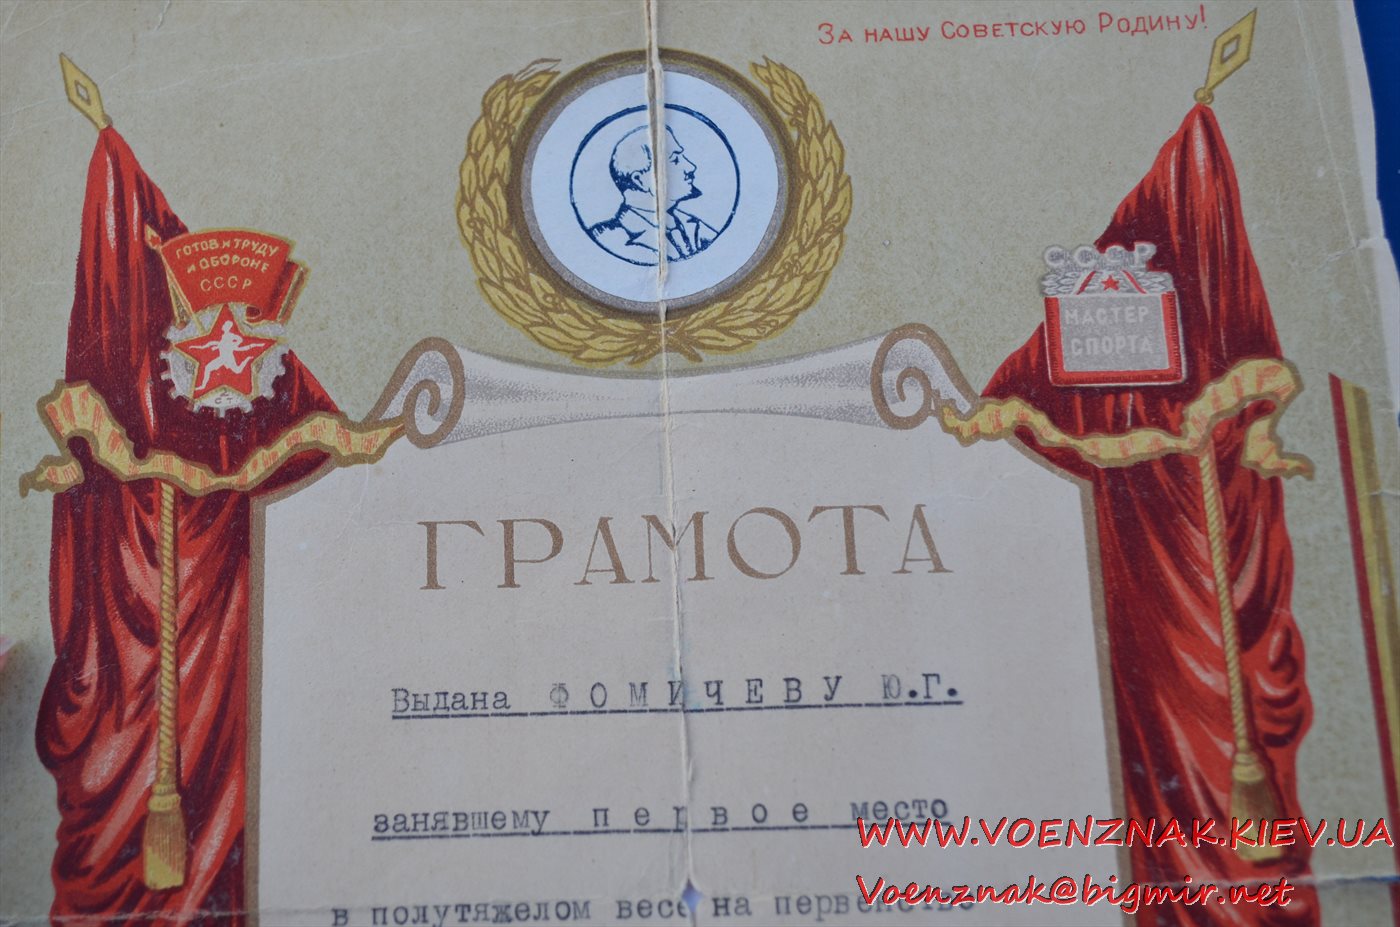 За нашу Советскую Родину!
ГОТОВ К ТРУДУ
И ОБОРОНЕ
СССР
СССР
МАСТЕР
СПОРТА
ГРАМОТА
Выдана ФОМИЧЕВУ Ю.Г.
занявшему первое место
в полутяжелом весе на первенстве
WWW.VOENZNAK.KIEV.UA
Voenznak@bigmir.net